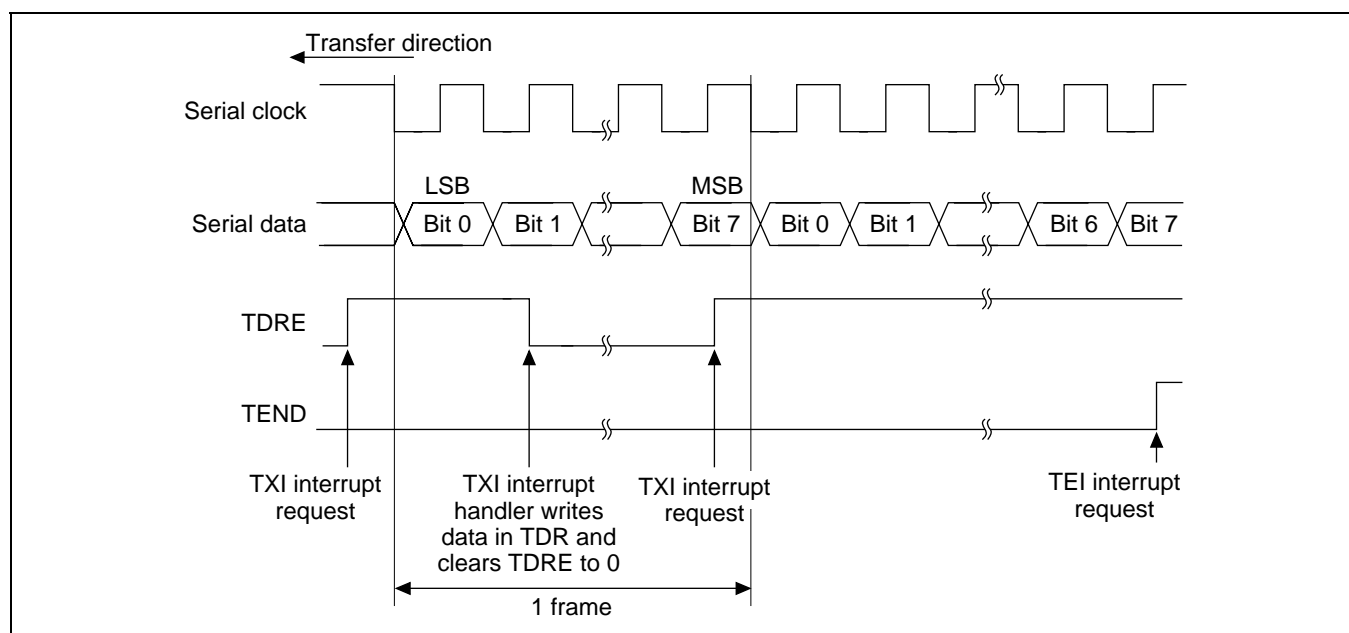 Transfer direction
Serial clock
LSB
MSB
Serial data
Bit 0
Bit 1
Bit 7
Bit 0
Bit 1
Bit 6
Bit 7
TDRE
TEND
TXI interrupt
request
TXI interrupt
handler writes
data in TDR and
clears TDRE to 0
TXI interrupt
request
TEI interrupt
request
1 frame